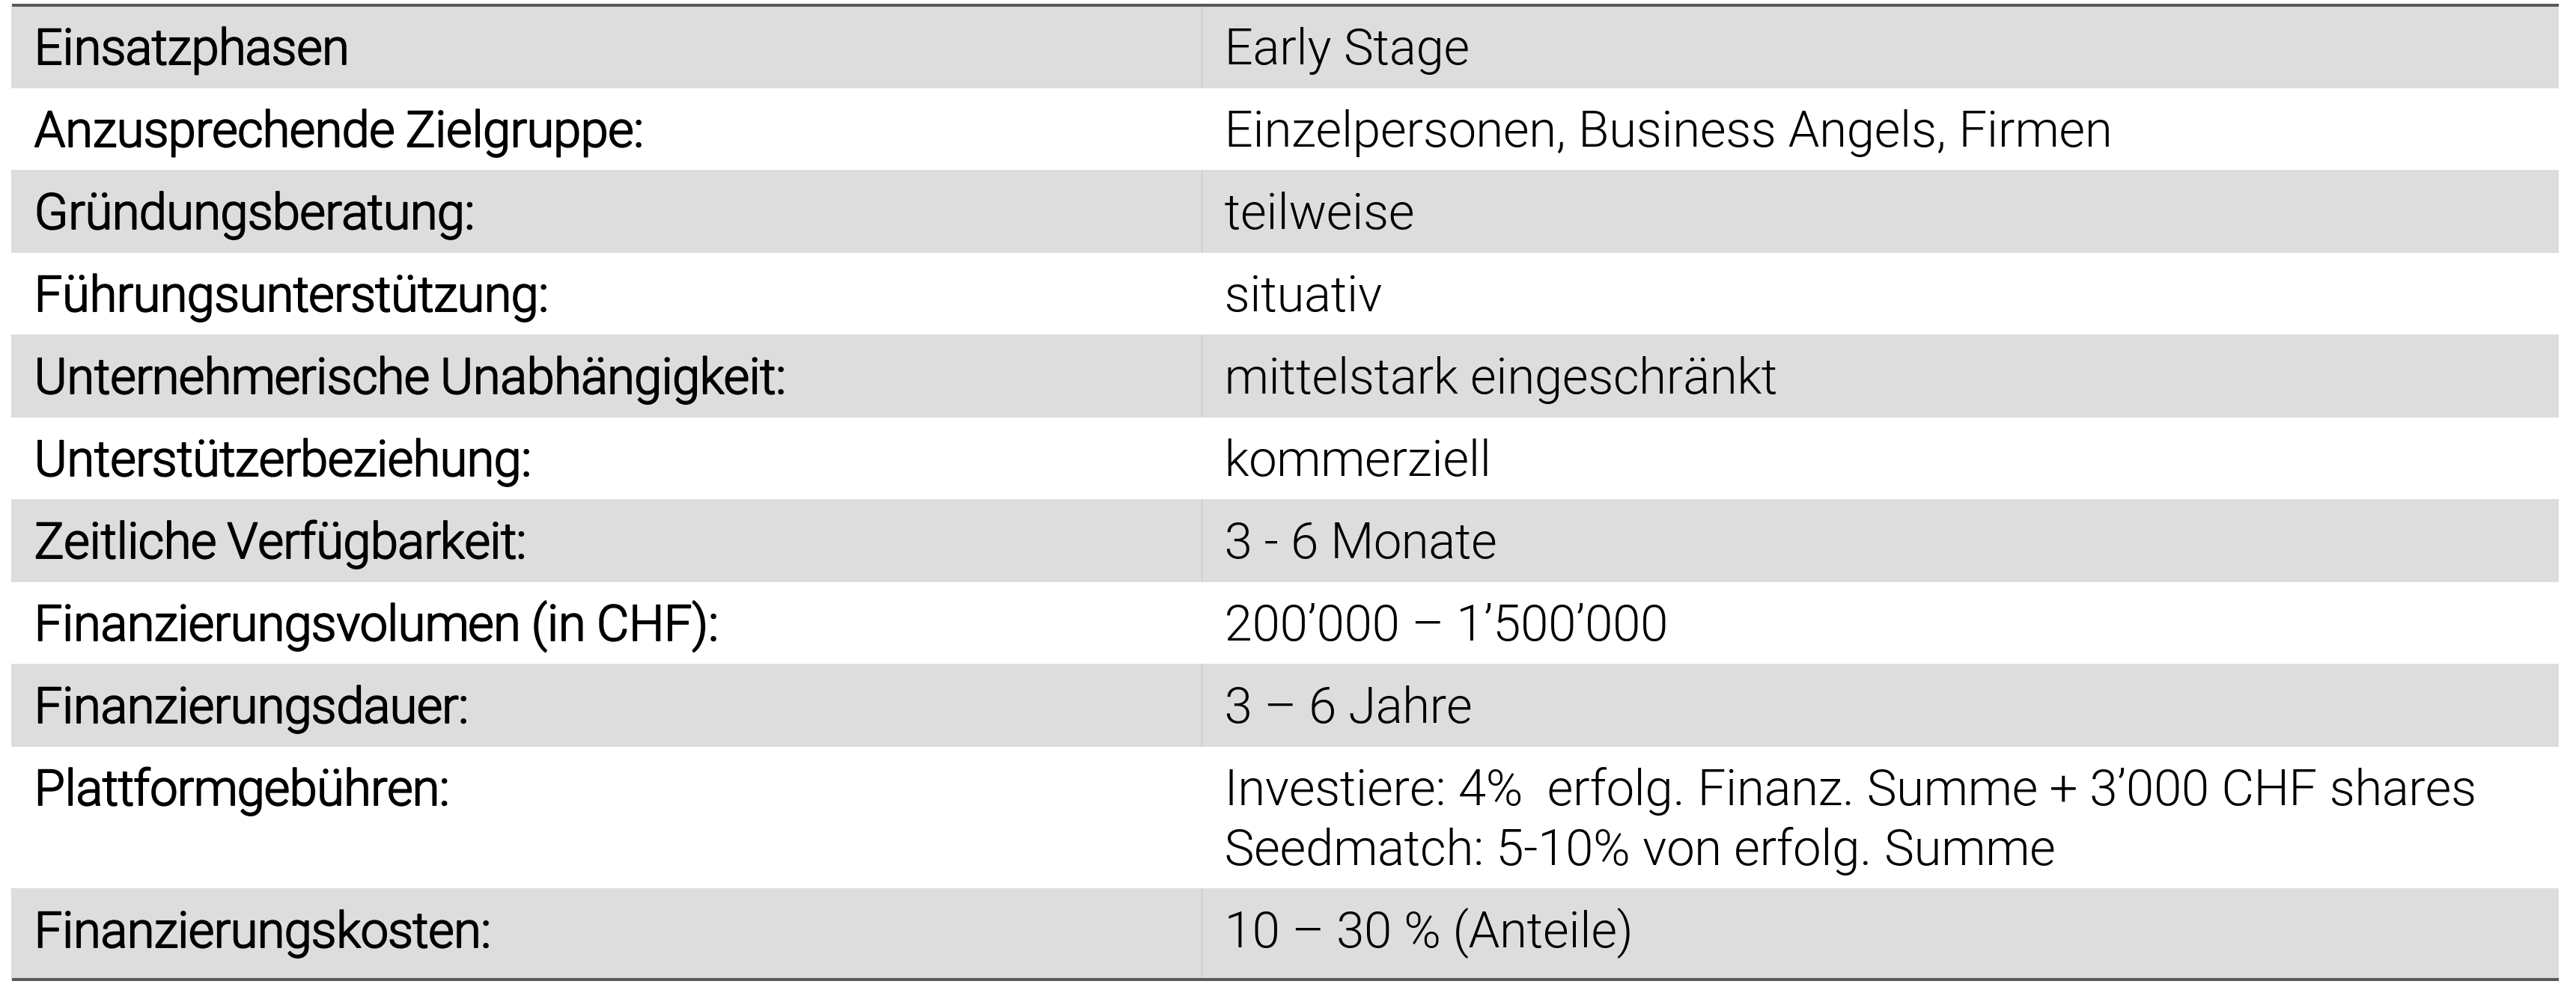 Einsatzphasen Early Stage
Anzusprechende Zielgruppe: Einzelpersonen, Business Angels, Firmen
Gründungsberatung: teilweise
Führungsunterstützung: situativ
Unternehmerische Unabhängigkeit: mittelstark eingeschränkt
Unterstützerbeziehung: kommerziell
Zeitliche Verfügbarkeit: 3 - 6 Monate
Finanzierungsvolumen (in CHF): 200’000 – 1’500’000
Finanzierungsdauer: 3 – 6 Jahre
Plattformgebühren: Investiere: 4% erfolg. Finanz. Summe + 3’000 CHF shares
Seedmatch: 5-10% von erfolg. Summe
Finanzierungskosten: 10 – 30 % (Anteile)